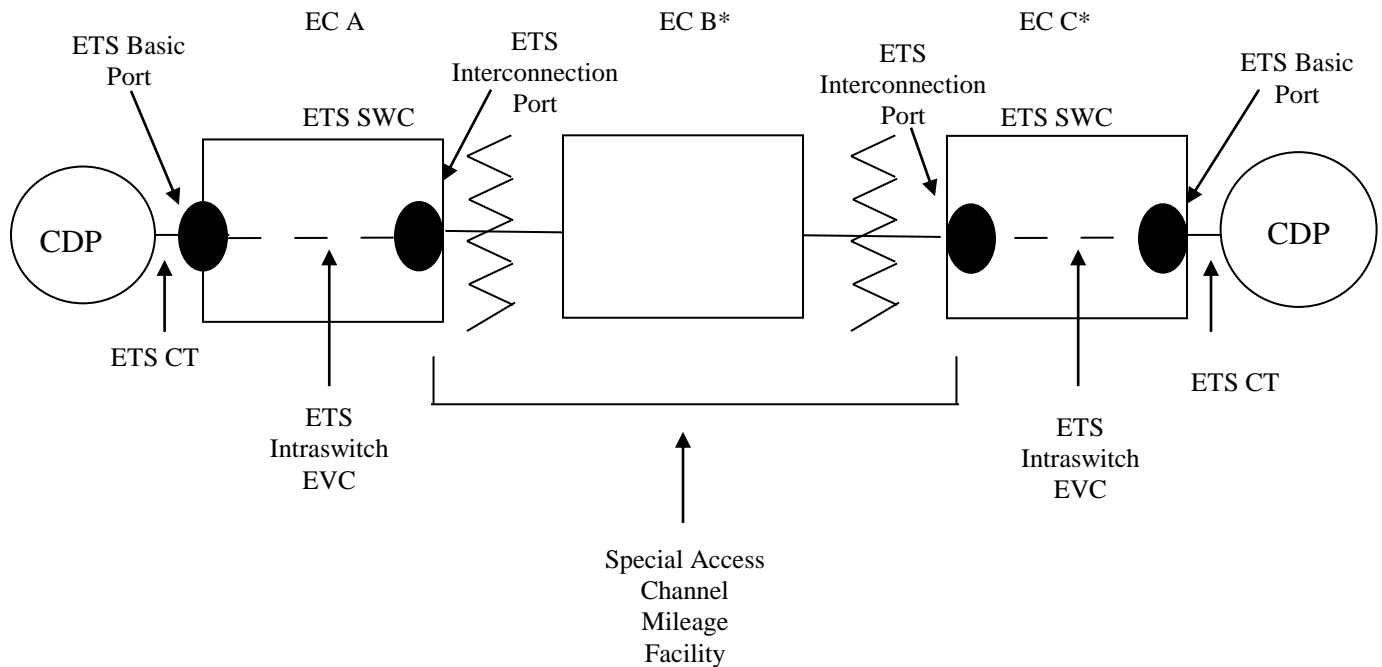 EC A
EC B*
EC C*
ETS Basic
Port
ETS
Interconnection
Port
ETS
Interconnection
Port
ETS Basic
Port
ETS SWC
ETS SWC
CDP
CDP
ETS CT
ETS CT
ETS
Intraswitch
EVC
ETS
Intraswitch
EVC
Special Access
Channel
Mileage
Facility